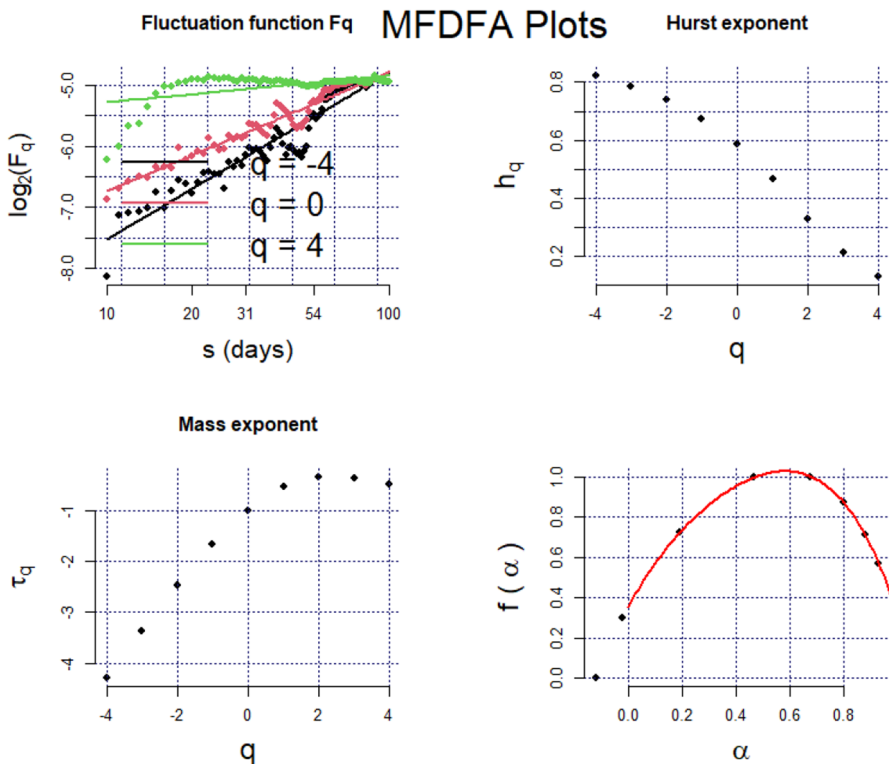 MFDFA Plots
Fluctuation function Fq
log2(Fq)
-5.0
-6.0
-7.0
-8.0
q = -4
q = 0
q = 4
10 20 31 54 100
s (days)
Hurst exponent
hq
0.8
0.6
0.4
0.2
-4 -2 0 2 4
q
Mass exponent
τq
-1
-2
-3
-4
-4 -2 0 2 4
q
f ( α )
1.0
0.8
0.6
0.4
0.2
0.0
0.0 0.2 0.4 0.6 0.8
α